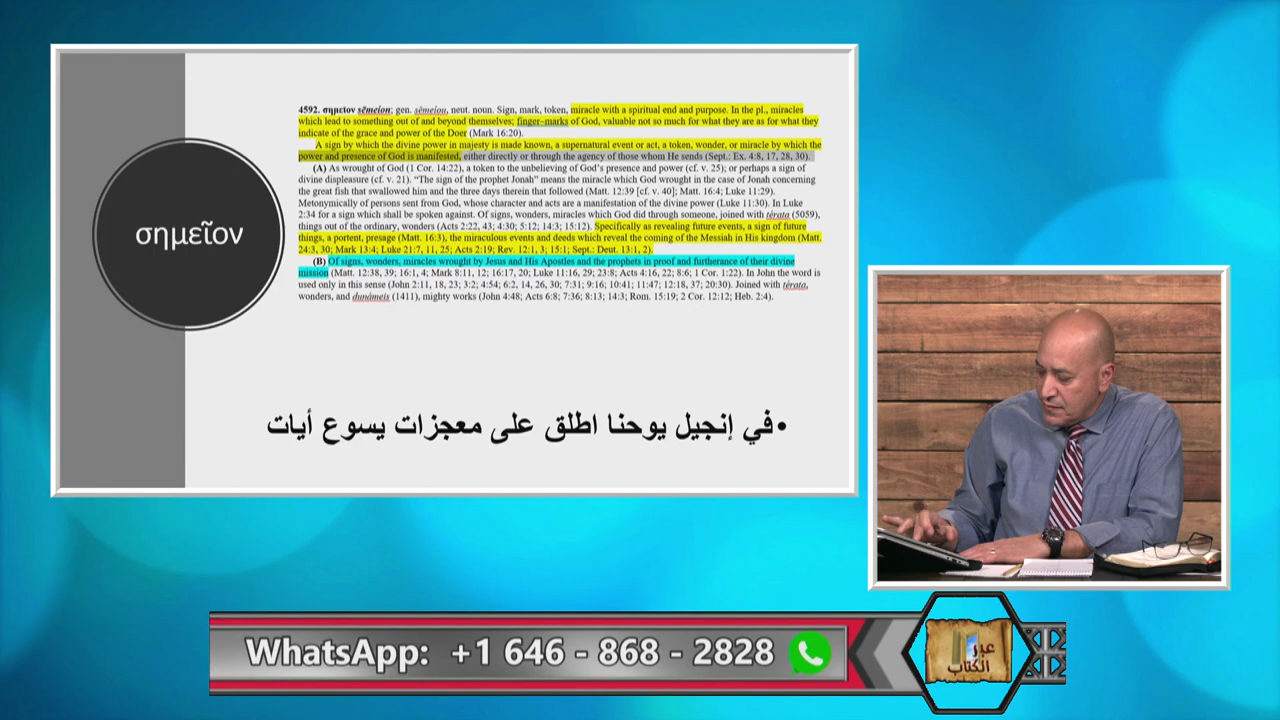 σημεῖον
4592. σημεῖον sēmeíon; gen. sēmeíou, neut. noun. Sign, mark, token, miracle with a spiritual end and purpose. In the pl., miracles
which lead to something out of and beyond themselves; finger–marks of God, valuable not so much for what they are as for what they
indicate of the grace and power of the Doer (Mark 16:20).
A sign by which the divine power in majesty is made known, a supernatural event or act, a token, wonder, or miracle by which the
power and presence of God is manifested, either directly or through the agency of those whom He sends (Sept.: Ex. 4:8, 17, 28, 30).
(A) As wrought of God (1 Cor. 14:22), a token to the unbelieving of God's presence and power (cf. v. 25); or perhaps a sign of
divine displeasure (cf. v. 21). “The sign of the prophet Jonah” means the miracle which God wrought in the case of Jonah concerning
the great fish that swallowed him and the three days therein that followed (Matt. 12:39 [cf. v. 40]; Matt. 16:4; Luke 11:29).
Metonymically of persons sent from God, whose character and acts are a manifestation of the divine power (Luke 11:30). In Luke
2:34 for a sign which shall be spoken against. Of signs, wonders, miracles which God did through someone, joined with térata (5059),
things out of the ordinary, wonders (Acts 2:22, 43; 4:30; 5:12; 14:3; 15:12). Specifically as revealing future events, a sign of future
things, a portent, presage (Matt. 16:3), the miraculous events and deeds which reveal the coming of the Messiah in His kingdom (Matt.
24:3, 30; Mark 13:4; Luke 21:7, 11, 25; Acts 2:19; Rev. 12:1, 3; 15:1; Sept.: Deut. 13:1, 2).
(B) Of signs, wonders, miracles wrought by Jesus and His Apostles and the prophets in proof and furtherance of their divine
mission (Matt. 12:38, 39; 16:1, 4; Mark 8:11, 12; 16:17, 20; Luke 11:16, 29; 23:8; Acts 4:16, 22; 8:6; 1 Cor. 1:22). In John the word is
used only in this sense (John 2:11, 18, 23; 3:2; 4:54; 6:2, 14, 26, 30; 7:31; 9:16; 10:41; 11:47; 12:18, 37; 20:30). Joined with térata,
wonders, and dunámeis (1411), mighty works (John 4:48; Acts 6:8; 7:36; 8:13; 14:3; Rom. 15:19; 2 Cor. 12:12; Heb. 2:4).
•في إنجيل يوحنا اطلق على معجزات يسوع أيات
WhatsApp: +1 646 - 868 - 2828
عبر
الكتاب